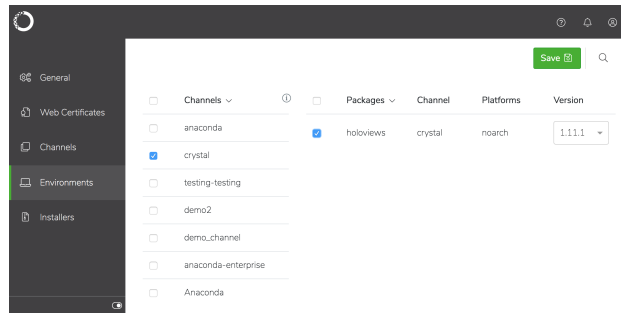 Save
General
Web Certificates
Channels
Environments
Installers
Channels
anaconda
crystal
testing-testing
demo2
demo_channel
anaconda-enterprise
Anaconda
Packages Channel Platforms Version
holoviews crystal noarch 1.11.1